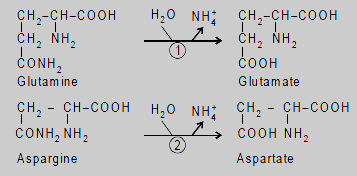 CH₂–CH–COOH H₂O NH₄⁺ CH₂–CH–COOH
CH₂ NH₂ CH₂ NH₂
1
CONH₂ COOH
Glutamine Glutamate
CH₂ – CH–COOH H₂O NH₄⁺ CH₂ – CH–COOH
CONH₂ NH₂ COOH NH₂
2
Aspargine Aspartate